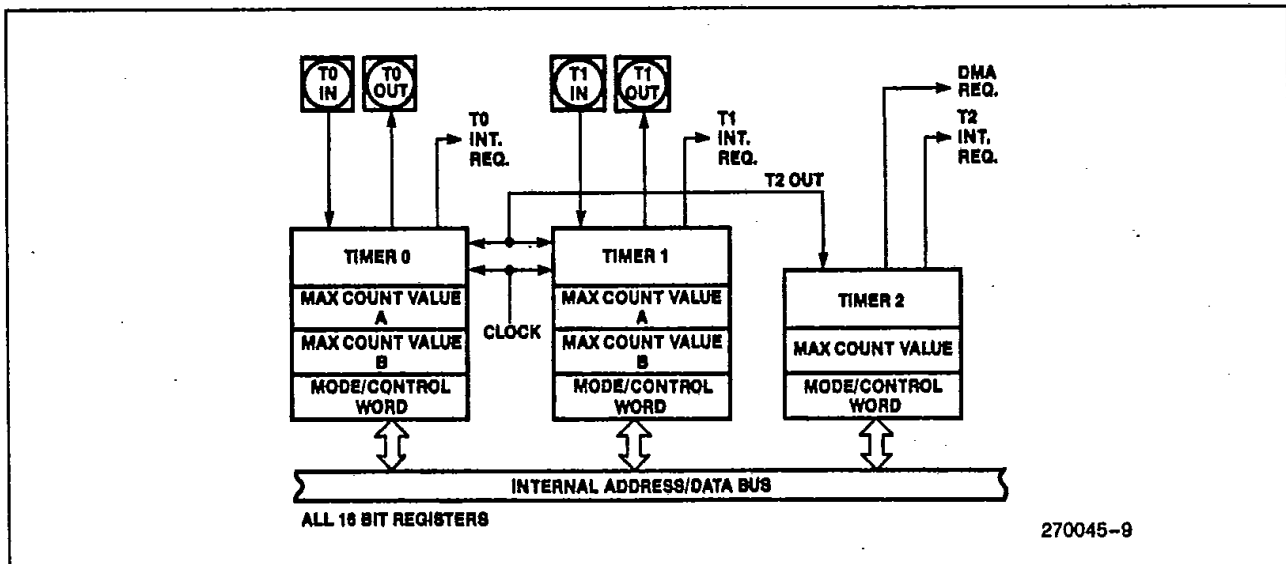 T0
IN
T0
OUT
T0
INT.
REQ.
T1
IN
T1
OUT
T1
INT.
REQ.
DMA
REQ.
T2
INT.
REQ.
T2 OUT
TIMER 0
MAX COUNT VALUE
A
MAX COUNT VALUE
B
MODE/CONTROL
WORD
CLOCK
TIMER 1
MAX COUNT VALUE
A
MAX COUNT VALUE
B
MODE/CONTROL
WORD
TIMER 2
MAX COUNT VALUE
MODE/CONTROL
WORD
INTERNAL ADDRESS/DATA BUS
ALL 16 BIT REGISTERS
270045-9